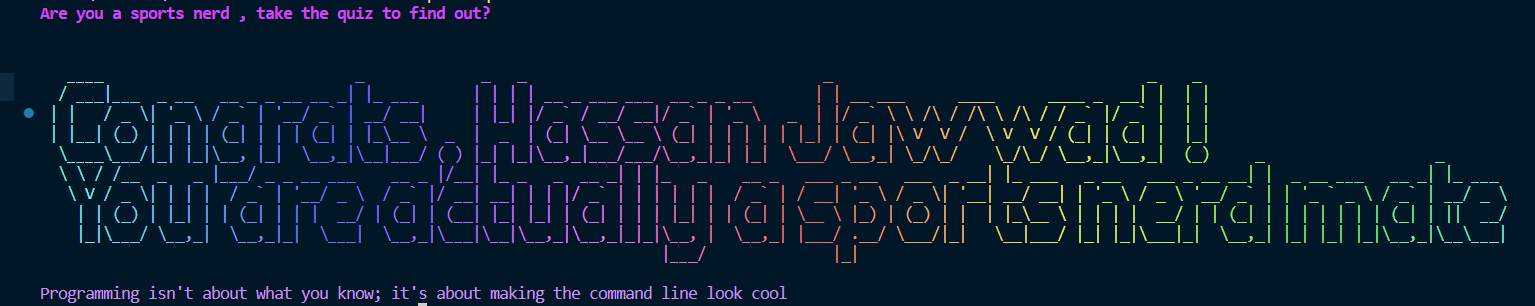 Are you a sports nerd , take the quiz to find out?
Congrats , Hassan Jawwad !
You are actually a sports nerd mate
Programming isn't about what you know; it's about making the command line look cool